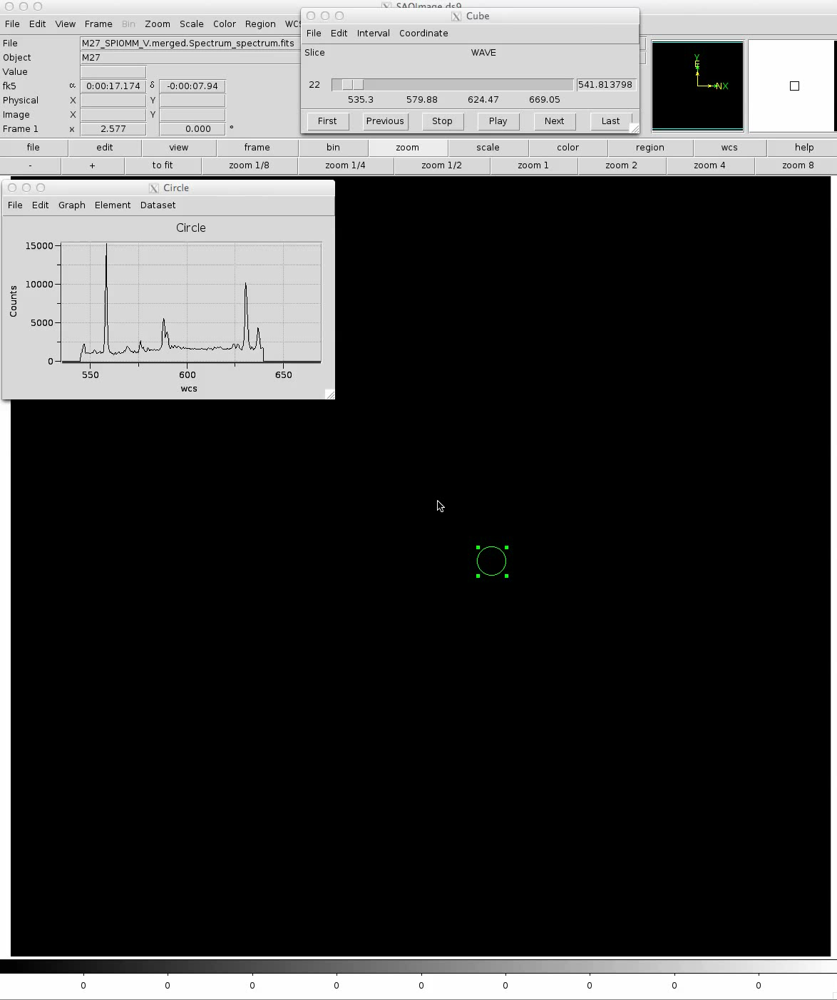 SAOImage ds9
Cube
File Edit View Frame Bin Zoom Scale Color Region WCS
File Edit Interval Coordinate
File M27_SPIOMM_V.merged.Spectrum_spectrum.fits
Object M27
Value
fk5 α 0:00:17.174 δ -0:00:07.94
Physical X Y
Image X Y
Frame 1 x 2.577 0.000 °
Slice WAVE
22 541.813798
535.3 579.88 624.47 669.05
First Previous Stop Play Next Last
Y
E
N X
file edit view frame bin zoom scale color region wcs help
- + to fit zoom 1/8 zoom 1/4 zoom 1/2 zoom 1 zoom 2 zoom 4 zoom 8
Circle
File Edit Graph Element Dataset
Circle
15000
10000
5000
0
Counts
550 600 650
wcs
0 0 0 0 0 0 0 0 0